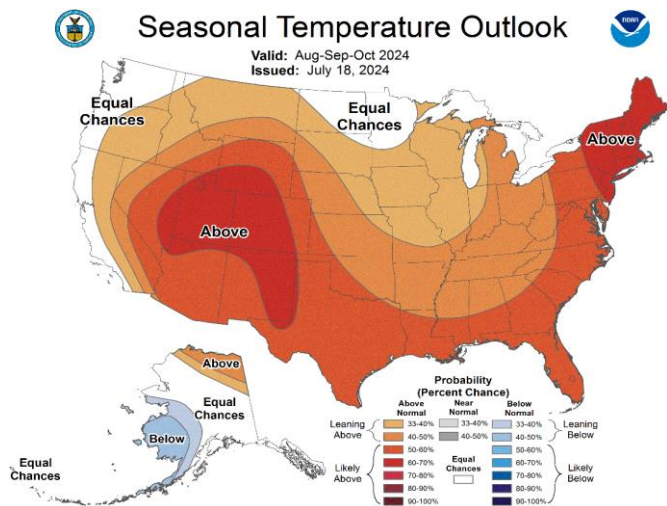 Seasonal Temperature Outlook
noaa
Valid: Aug-Sep-Oct 2024
Issued: July 18, 2024
Equal
Chances
Equal
Chances
Above
Above
Above
Equal
Chances
Below
Equal
Chances
Probability
(Percent Chance)
Above Normal
Near Normal
Below Normal
Leaning Above
33-40%
40-50%
Likely Above
50-60%
60-70%
70-80%
80-90%
90-100%
33-40%
40-50%
Equal Chances
33-40%
40-50%
Leaning Below
50-60%
60-70%
70-80%
80-90%
90-100%
Likely Below